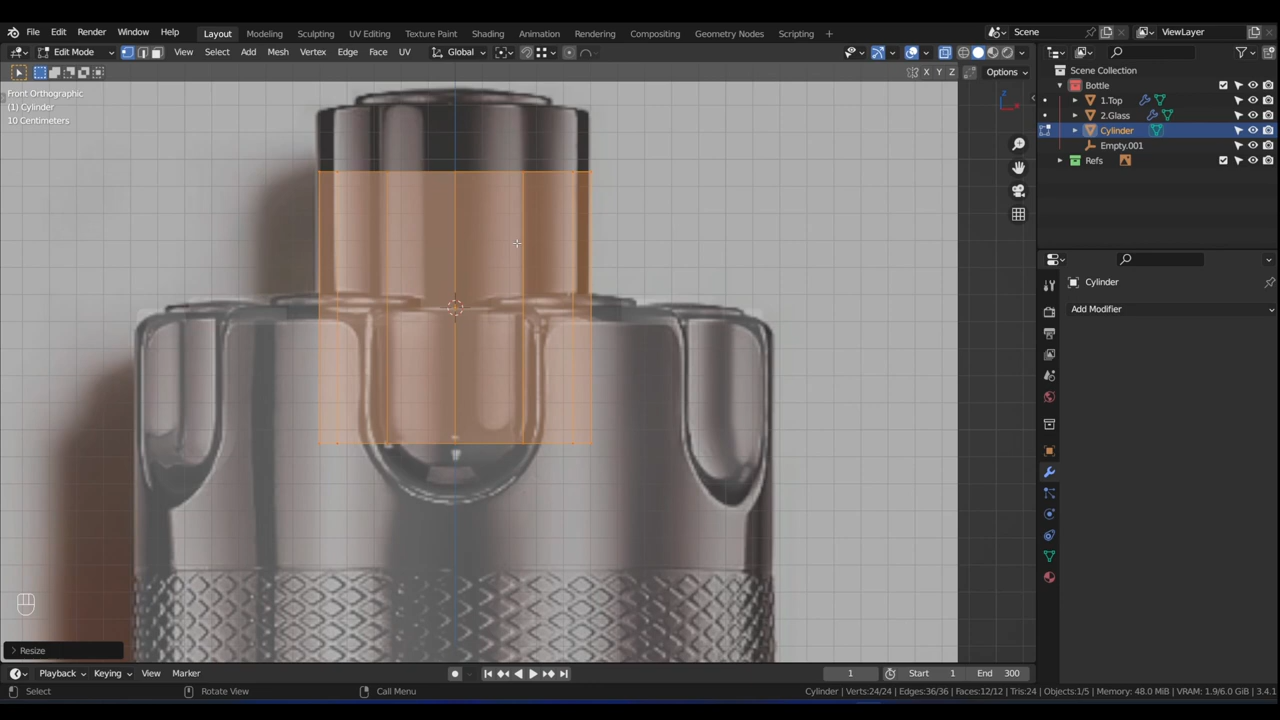 File Edit Render Window Help Layout Modeling Sculpting UV Editing Texture Paint Shading Animation Rendering Compositing Geometry Nodes Scripting + Scene ViewLayer
Edit Mode View Select Add Mesh Vertex Edge Face UV Global
X Y Z Options
Scene Collection
Bottle
1.Top
2.Glass
Cylinder
Empty.001
Refs
Front Orthographic
(1) Cylinder
10 Centimeters
Z
Cylinder
Add Modifier
Resize
Playback Keying View Marker 1 Start 1 End 300
Select Rotate View Call Menu Cylinder | Verts:24/24 | Edges:36/36 | Faces:12/12 | Tris:24 | Objects:1/5 | Memory: 48.0 MiB | VRAM: 1.9/6.0 GiB | 3.4.1